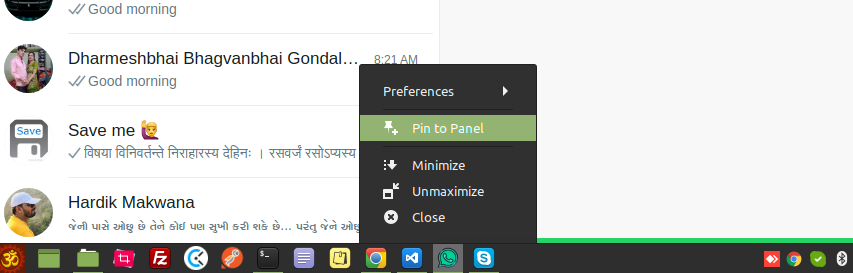 Good morning
Dharmeshbhai Bhagvanbhai Gondal... 8:21 AM
Good morning
Save
Save me
विषया विनिवर्तन्ते निराहारस्य देहिनः । रसवर्जं रसोऽप्यस्य
Hardik Makwana
જેની પાસે ઓછુ છે તેને કોઈ પણ સુખી કરી શકે છે... પરંતુ જેને ઓછુ
Preferences
Pin to Panel
Minimize
Unmaximize
Close
ॐ
FZ
$_